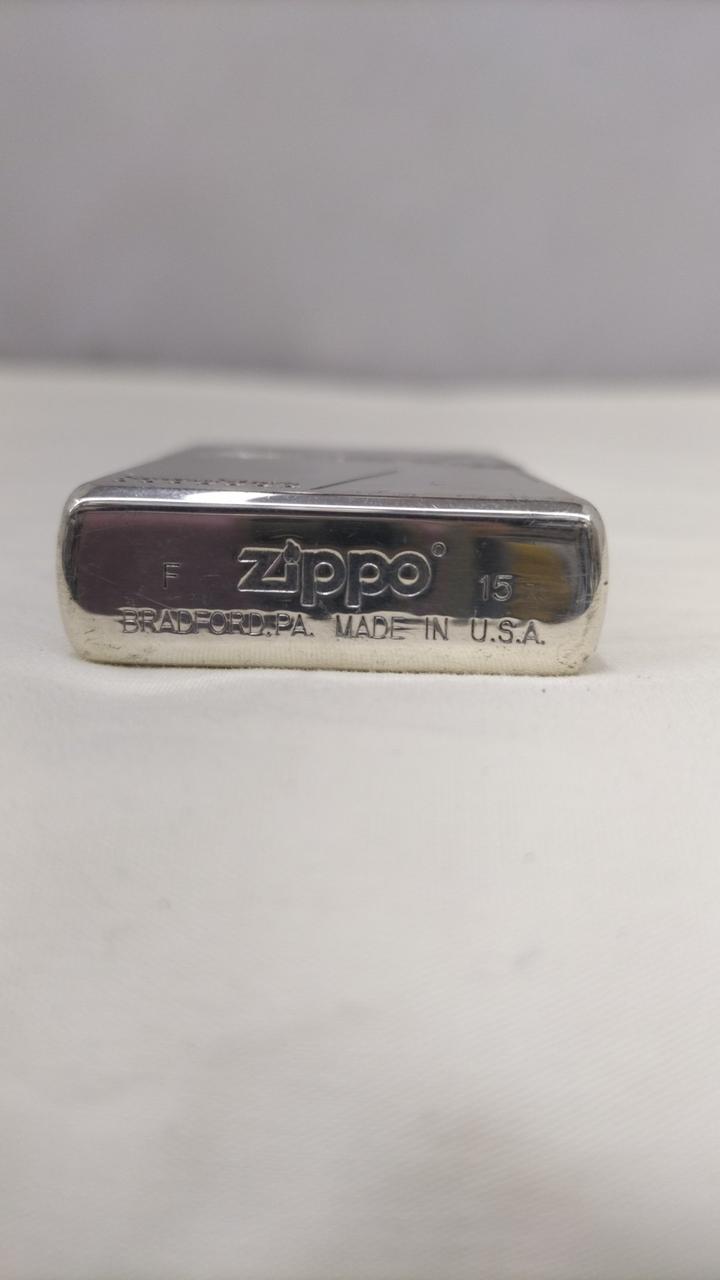 F zippo® 15
BRADFORD, PA. MADE IN U.S.A.